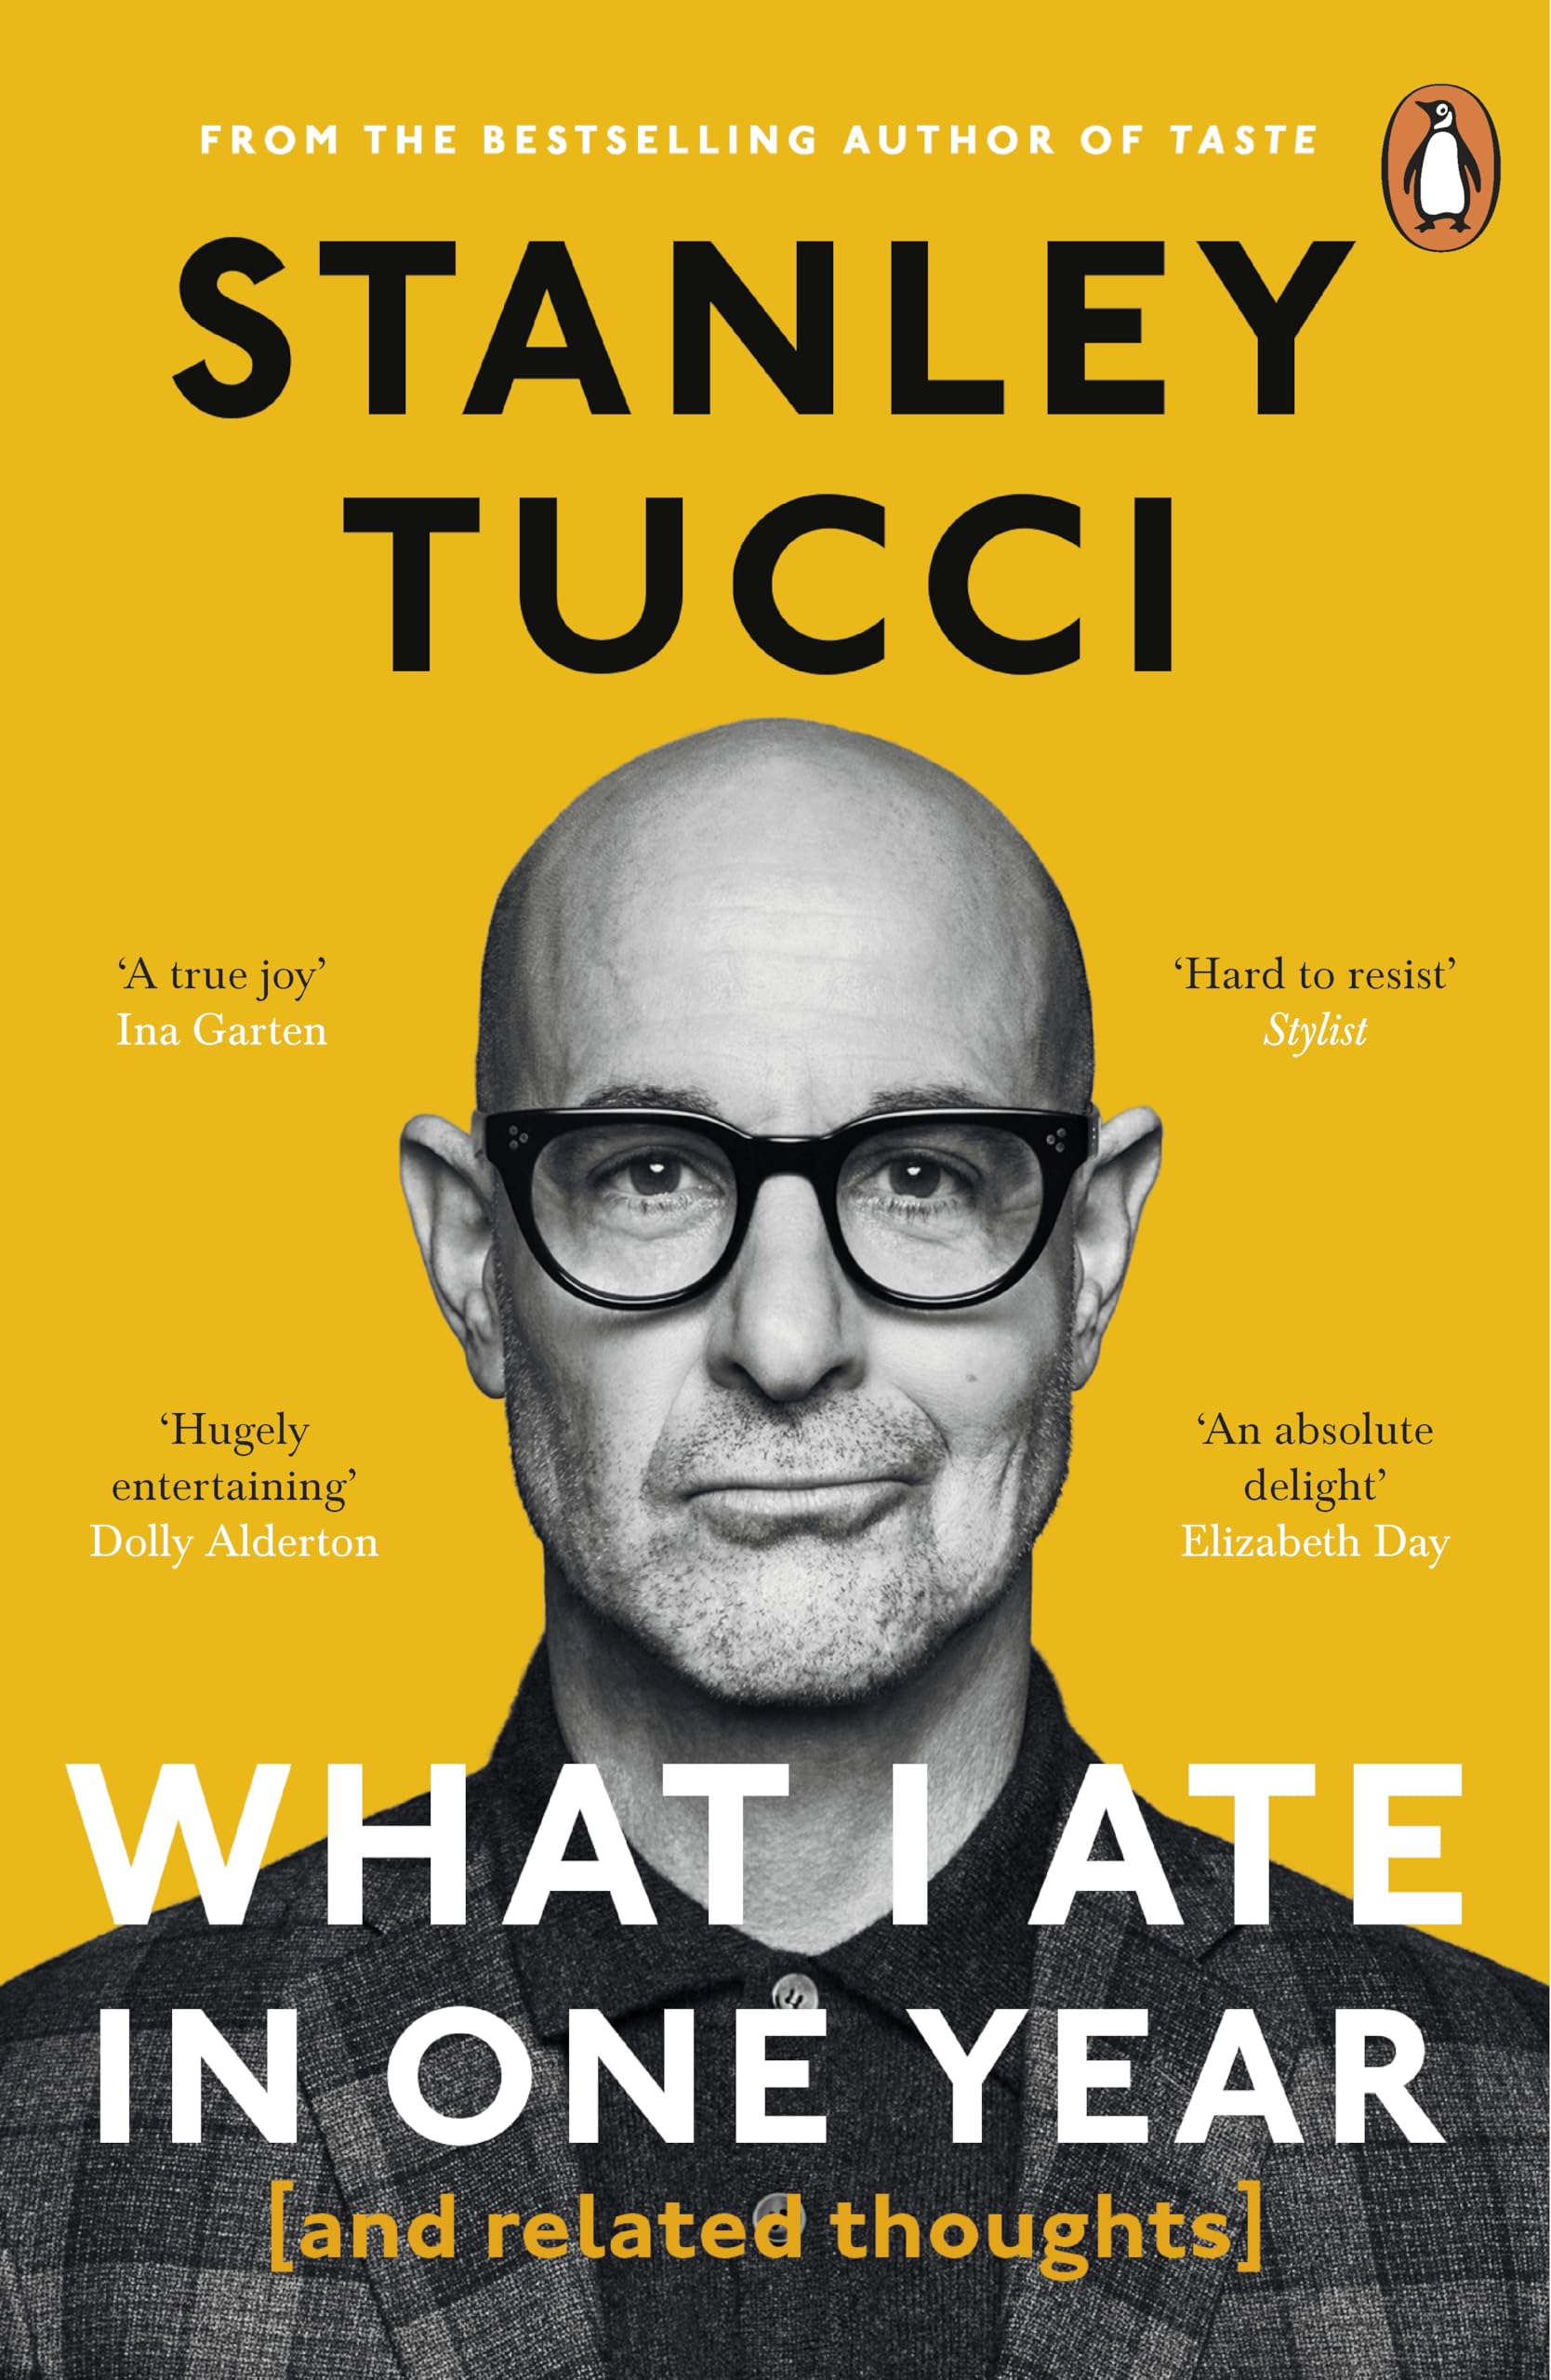 FROM THE BESTSELLING AUTHOR OF TASTE
STANLEY
TUCCI
‘A true joy’
Ina Garten
‘Hard to resist’
Stylist
‘Hugely
entertaining’
Dolly Alderton
‘An absolute
delight’
Elizabeth Day
WHAT I ATE
IN ONE YEAR
[and related thoughts]